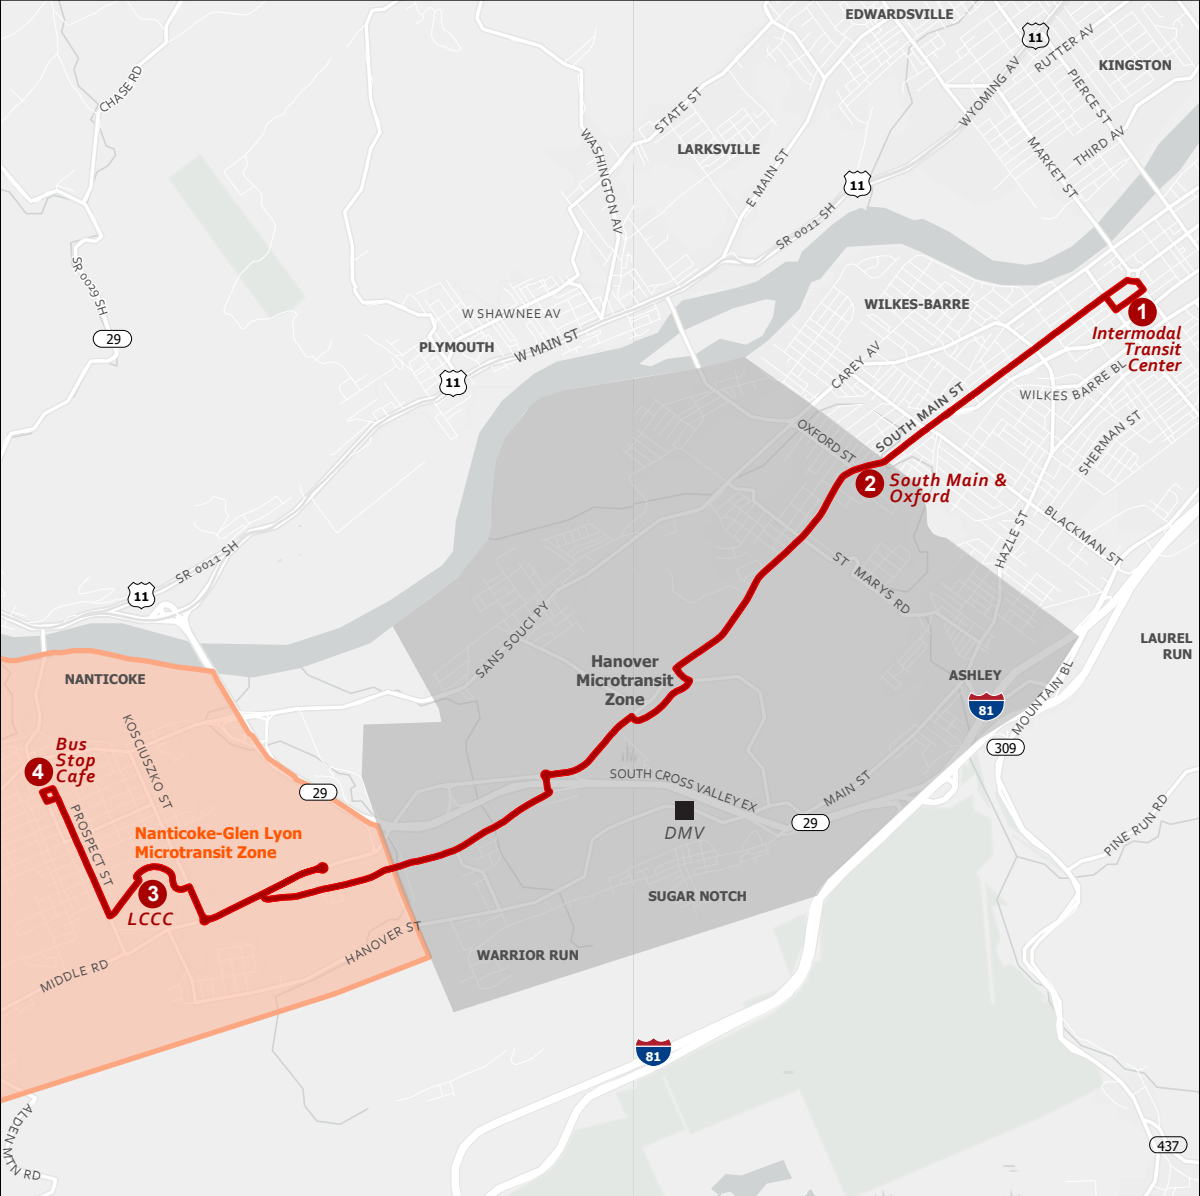 EDWARDSVILLE
11
RUTTER AV
KINGSTON
CHASE RD
WYOMING AV
PIERCE ST
STATE ST
WASHINGTON AV
LARKSVILLE
THIRD AV
MARKET ST
E MAIN ST
11
SR 0011 SH
SR 0029 SH
29
W SHAWNEE AV
W MAIN ST
PLYMOUTH
11
WILKES-BARRE
1
Intermodal
Transit
Center
CAREY AV
WILKES BARRE BL
SOUTH MAIN ST
OXFORD ST
SHERMAN ST
2
South Main &
Oxford
BLACKMAN ST
HAZLE ST
SR 0011 SH
11
ST MARYS RD
SANS SOUCI PY
LAUREL
RUN
Hanover
Microtransit
Zone
ASHLEY
81
MOUNTAIN BL
309
NANTICOKE
KOSCIUSZKO ST
4
Bus
Stop
Cafe
PROSPECT ST
29
SOUTH CROSS VALLEY EX
MAIN ST
DMV
29
PINE RUN RD
Nanticoke-Glen Lyon
Microtransit Zone
3
LCCC
SUGAR NOTCH
HANOVER ST
WARRIOR RUN
MIDDLE RD
81
ALDEN MTN RD
437